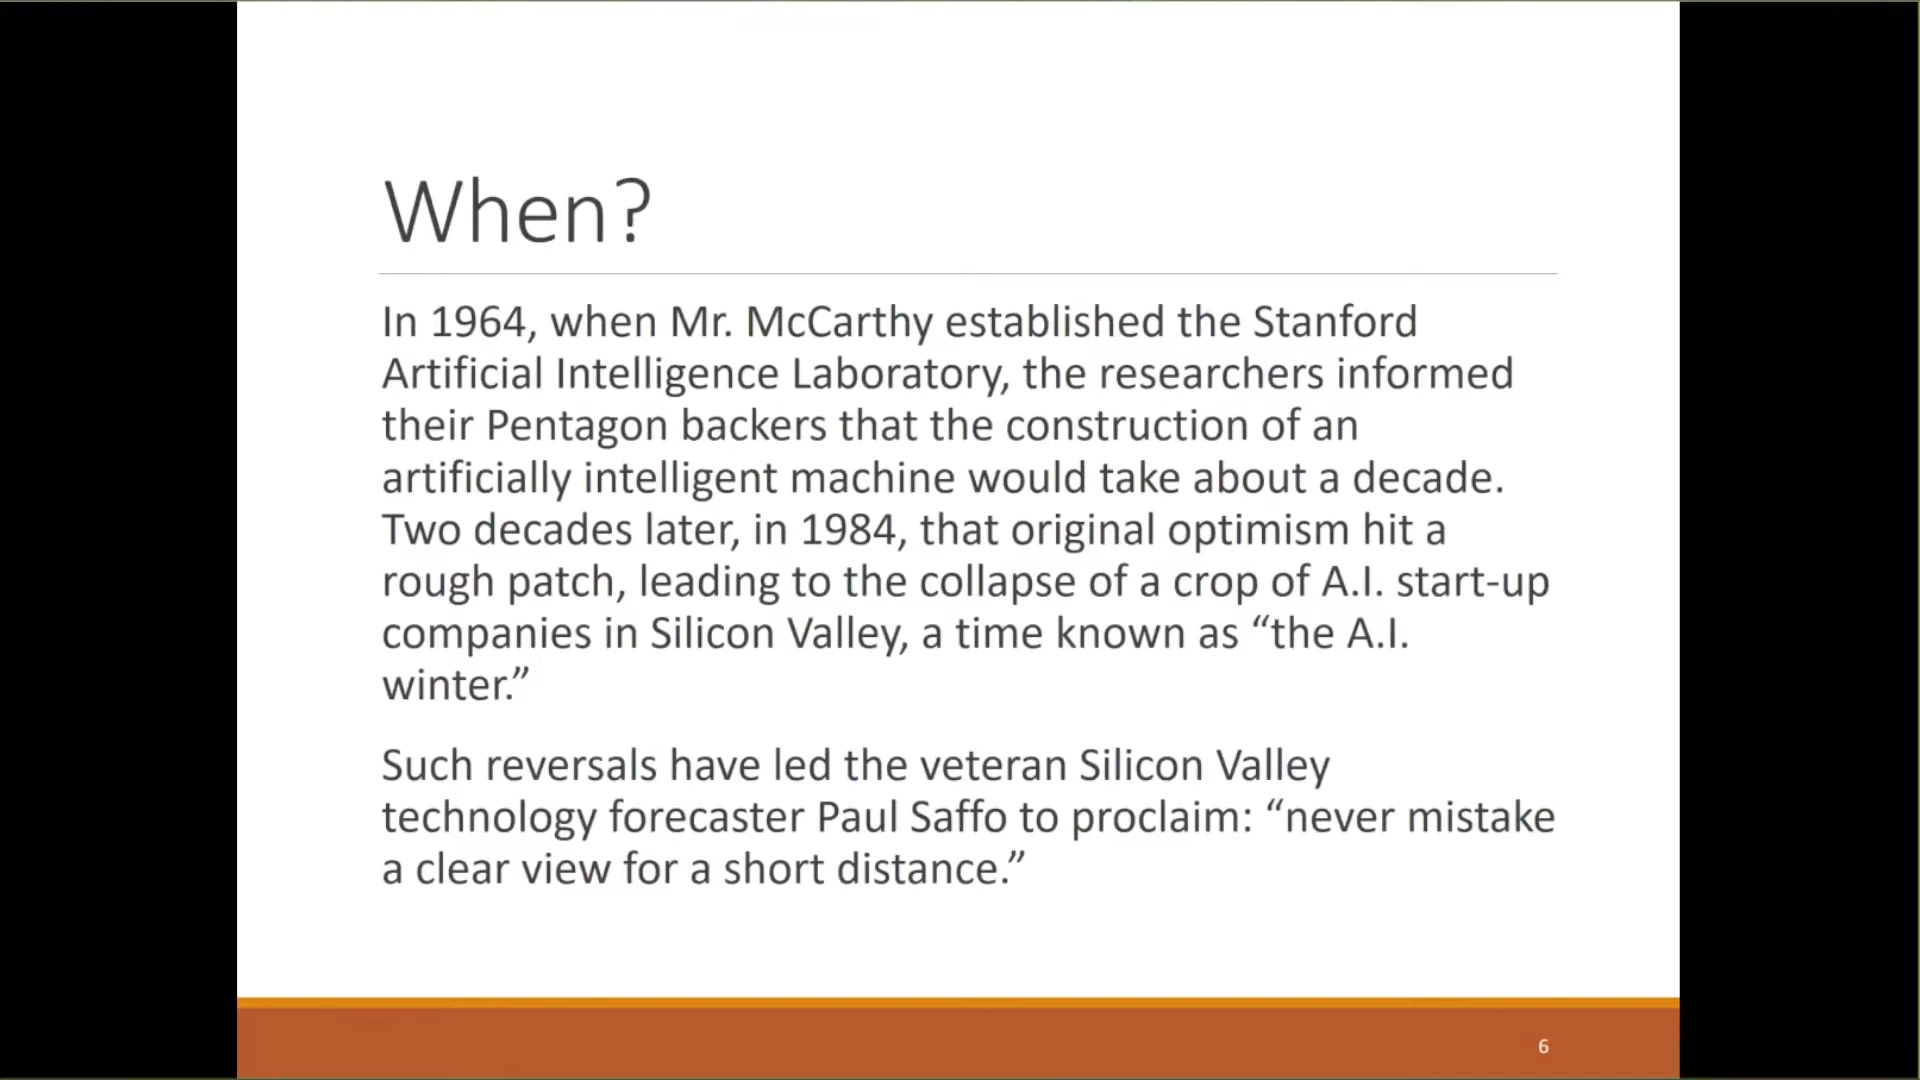 When?
In 1964, when Mr. McCarthy established the Stanford
Artificial Intelligence Laboratory, the researchers informed
their Pentagon backers that the construction of an
artificially intelligent machine would take about a decade.
Two decades later, in 1984, that original optimism hit a
rough patch, leading to the collapse of a crop of A.I. start-up
companies in Silicon Valley, a time known as “the A.I.
winter.”
Such reversals have led the veteran Silicon Valley
technology forecaster Paul Saffo to proclaim: “never mistake
a clear view for a short distance.”
6